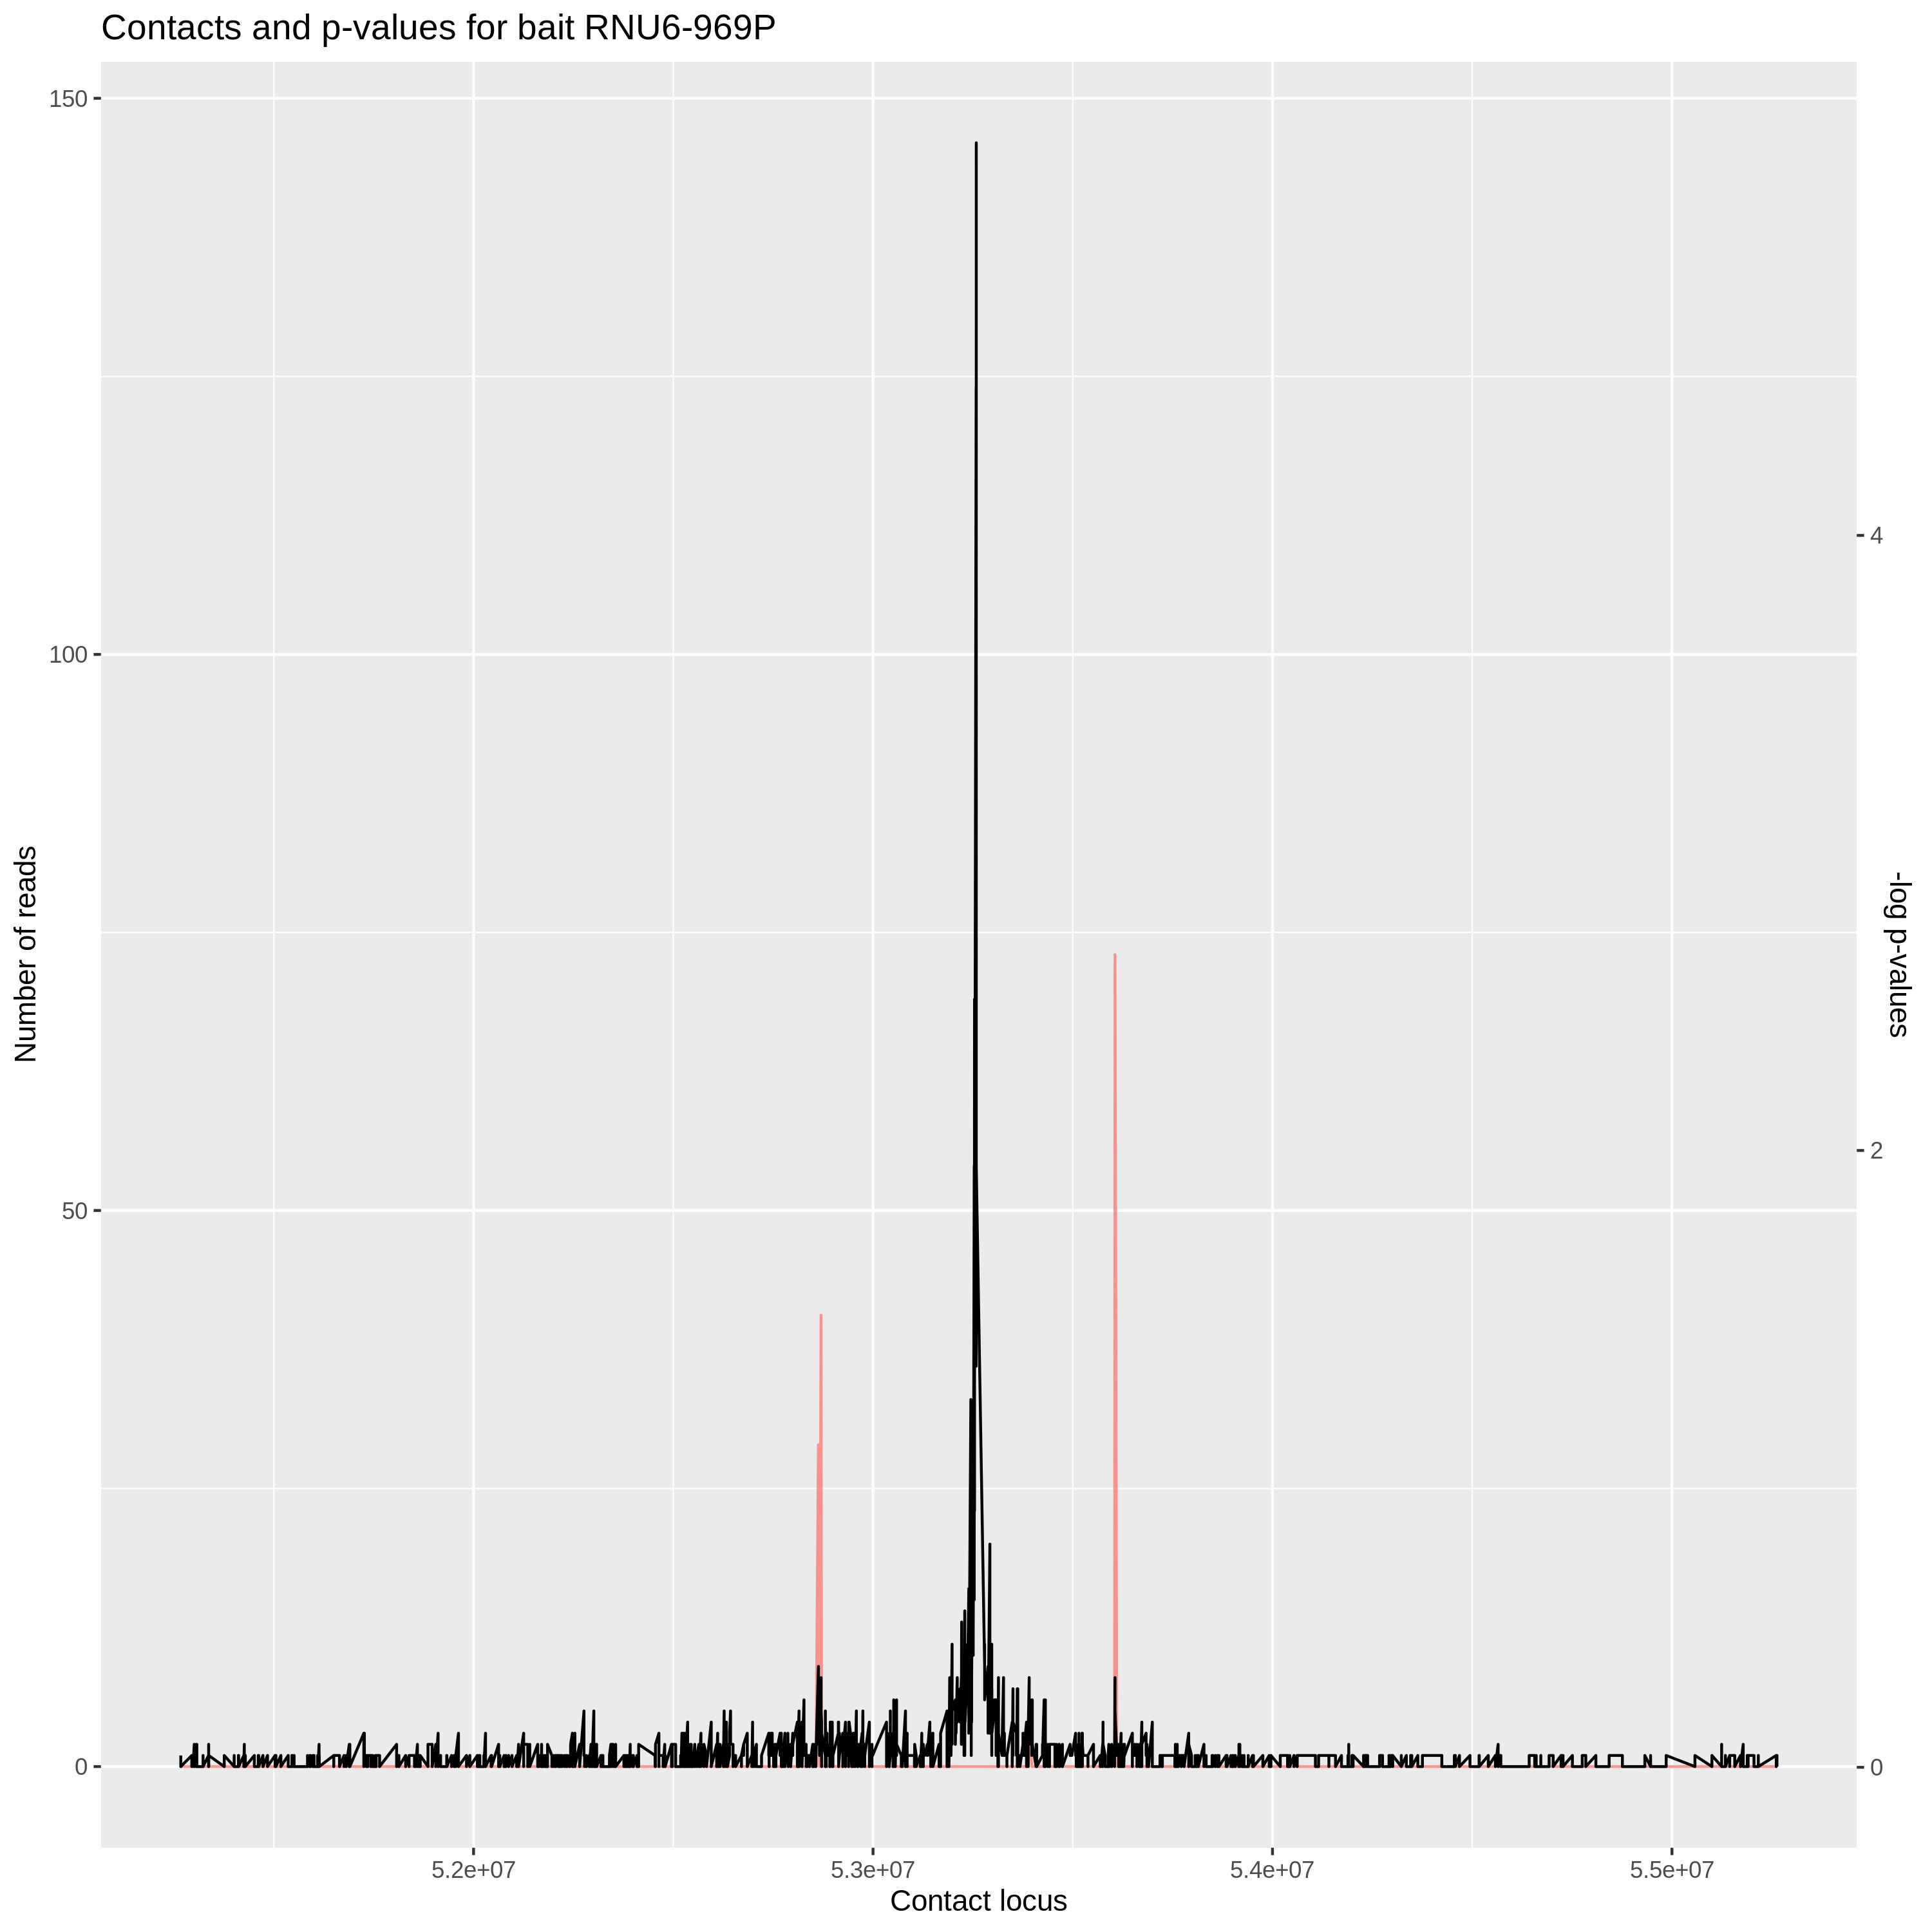 Contacts and p-values for bait RNU6-969P
150
100
50
0
Number of reads
4
2
0
-log p-values
5.2e+07
5.3e+07
5.4e+07
5.5e+07
Contact locus